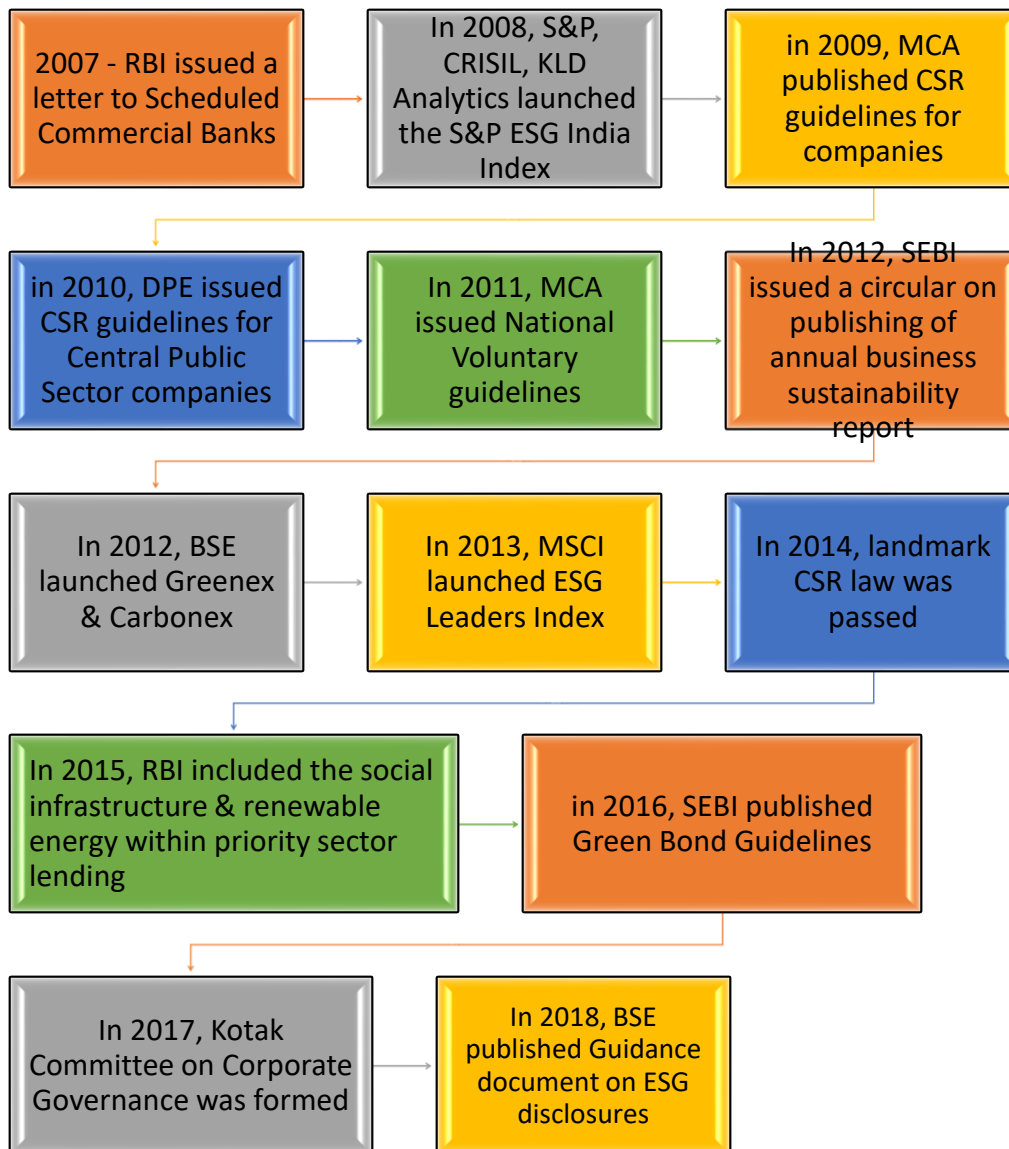 2007 - RBI issued a
letter to Scheduled
Commercial Banks
In 2008, S&P,
CRISIL, KLD
Analytics launched
the S&P ESG India
Index
in 2009, MCA
published CSR
guidelines for
companies
in 2010, DPE issued
CSR guidelines for
Central Public
Sector companies
In 2011, MCA
issued National
Voluntary
guidelines
In 2012, SEBI
issued a circular on
publishing of
annual business
sustainability
report
In 2012, BSE
launched Greenex
& Carbonex
In 2013, MSCI
launched ESG
Leaders Index
In 2014, landmark
CSR law was
passed
In 2015, RBI included the social
infrastructure & renewable
energy within priority sector
lending
in 2016, SEBI published
Green Bond Guidelines
In 2017, Kotak
Committee on Corporate
Governance was formed
In 2018, BSE
published Guidance
document on ESG
disclosures